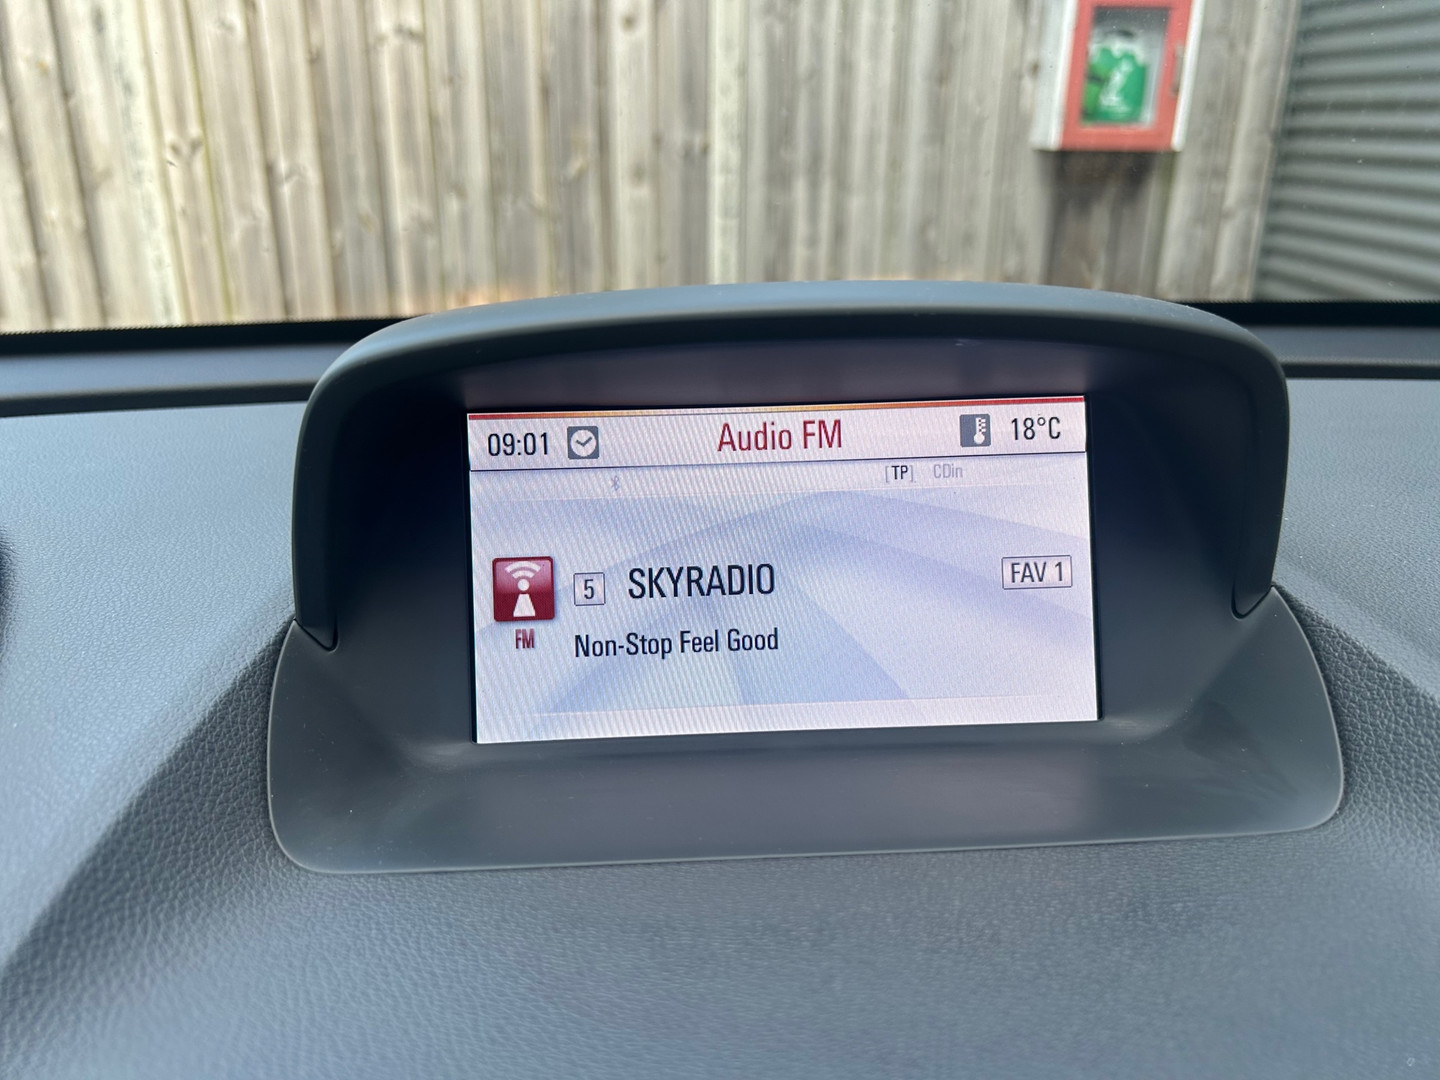 09:01 Audio FM 18°C
[TP] CDin
5 SKYRADIO FAV 1
FM Non-Stop Feel Good